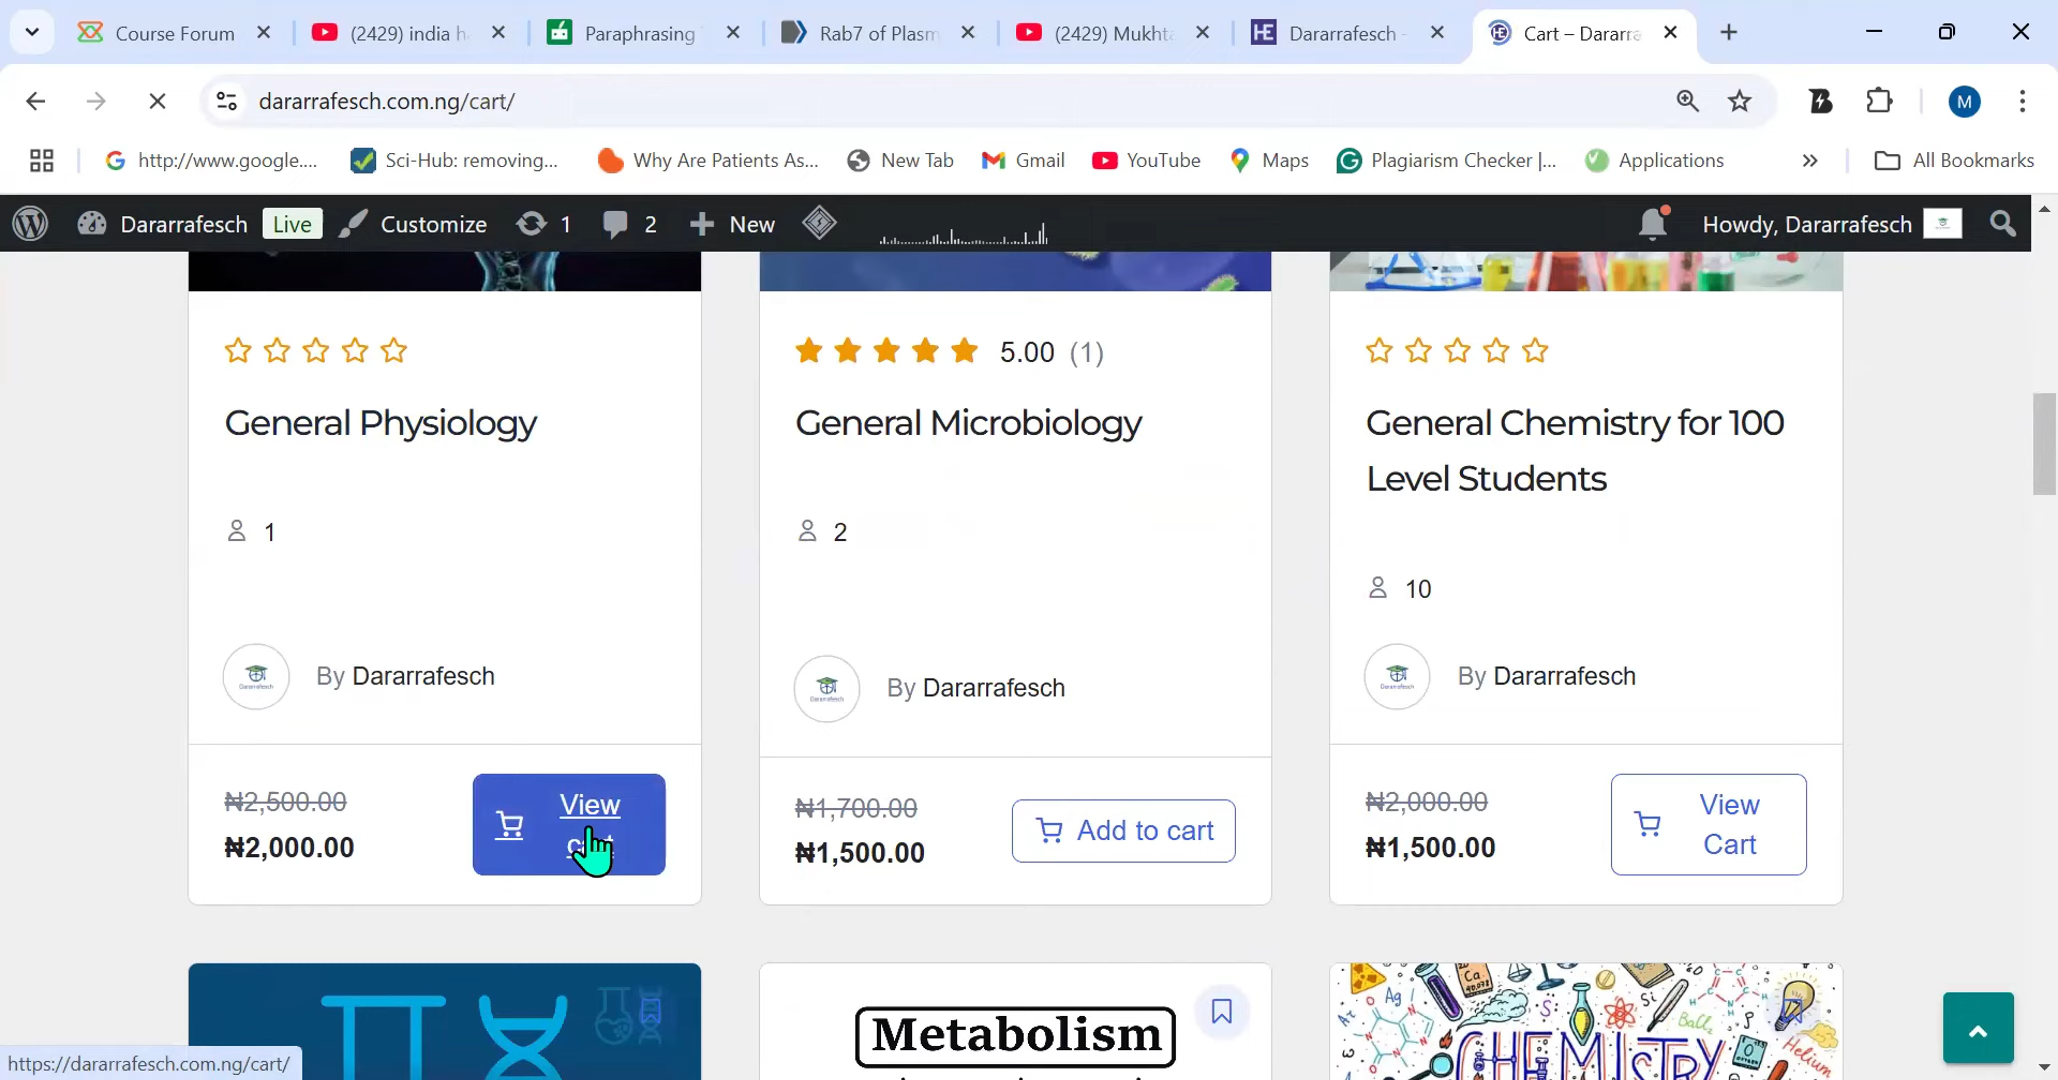 Course Forum
(2429) india h
Paraphrasing
Rab7 of Plasm
(2429) Mukhta
Dararrafesch -
Cart – Dararra
dararrafesch.com.ng/cart/
M
http://www.google....
Sci-Hub: removing...
Why Are Patients As...
New Tab
Gmail
YouTube
Maps
Plagiarism Checker |...
Applications
All Bookmarks
Dararrafesch
Live
Customize
1
2
New
Howdy, Dararrafesch
5.00 (1)
General Physiology
General Microbiology
General Chemistry for 100
Level Students
1
2
10
By Dararrafesch
By Dararrafesch
By Dararrafesch
₦2,500.00
₦2,000.00
View
₦1,700.00
₦1,500.00
Add to cart
₦2,000.00
₦1,500.00
View
Cart
Metabolism
CHEMISTRY
https://dararrafesch.com.ng/cart/